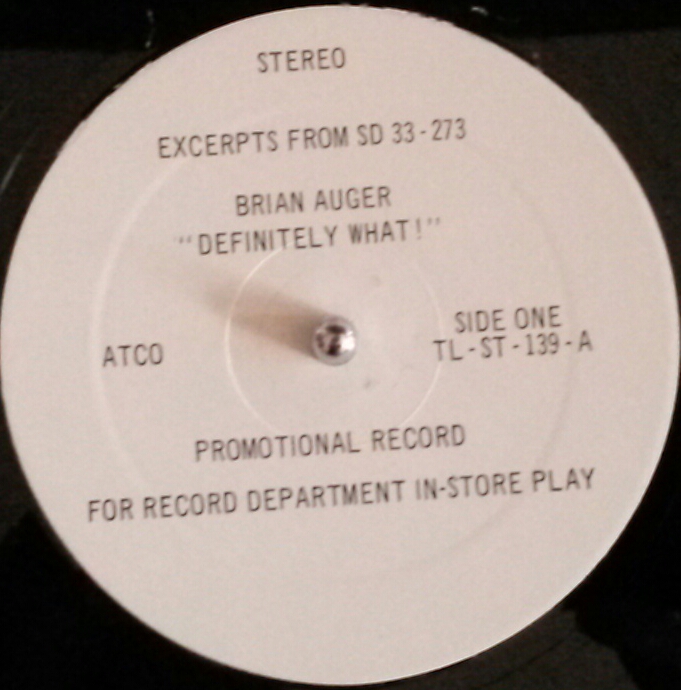 STEREO
EXCERPTS FROM SD 33-273
BRIAN AUGER
"DEFINITELY WHAT!"
ATCO
SIDE ONE
TL-ST-139-A
PROMOTIONAL RECORD
FOR RECORD DEPARTMENT IN-STORE PLAY